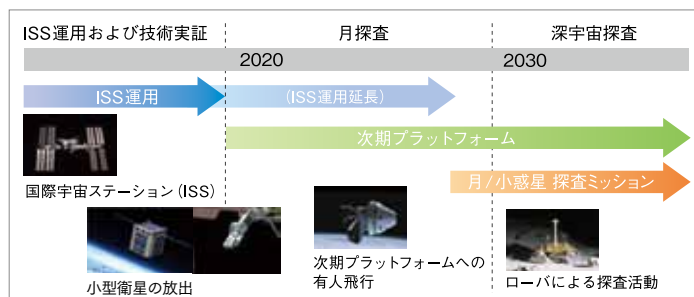 ISS運用および技術実証
月探査
深宇宙探査
2020
2030
ISS運用
(ISS運用延長)
次期プラットフォーム
月/小惑星 探査ミッション
国際宇宙ステーション(ISS)
小型衛星の放出
次期プラットフォームへの
有人飛行
ローバによる探査活動